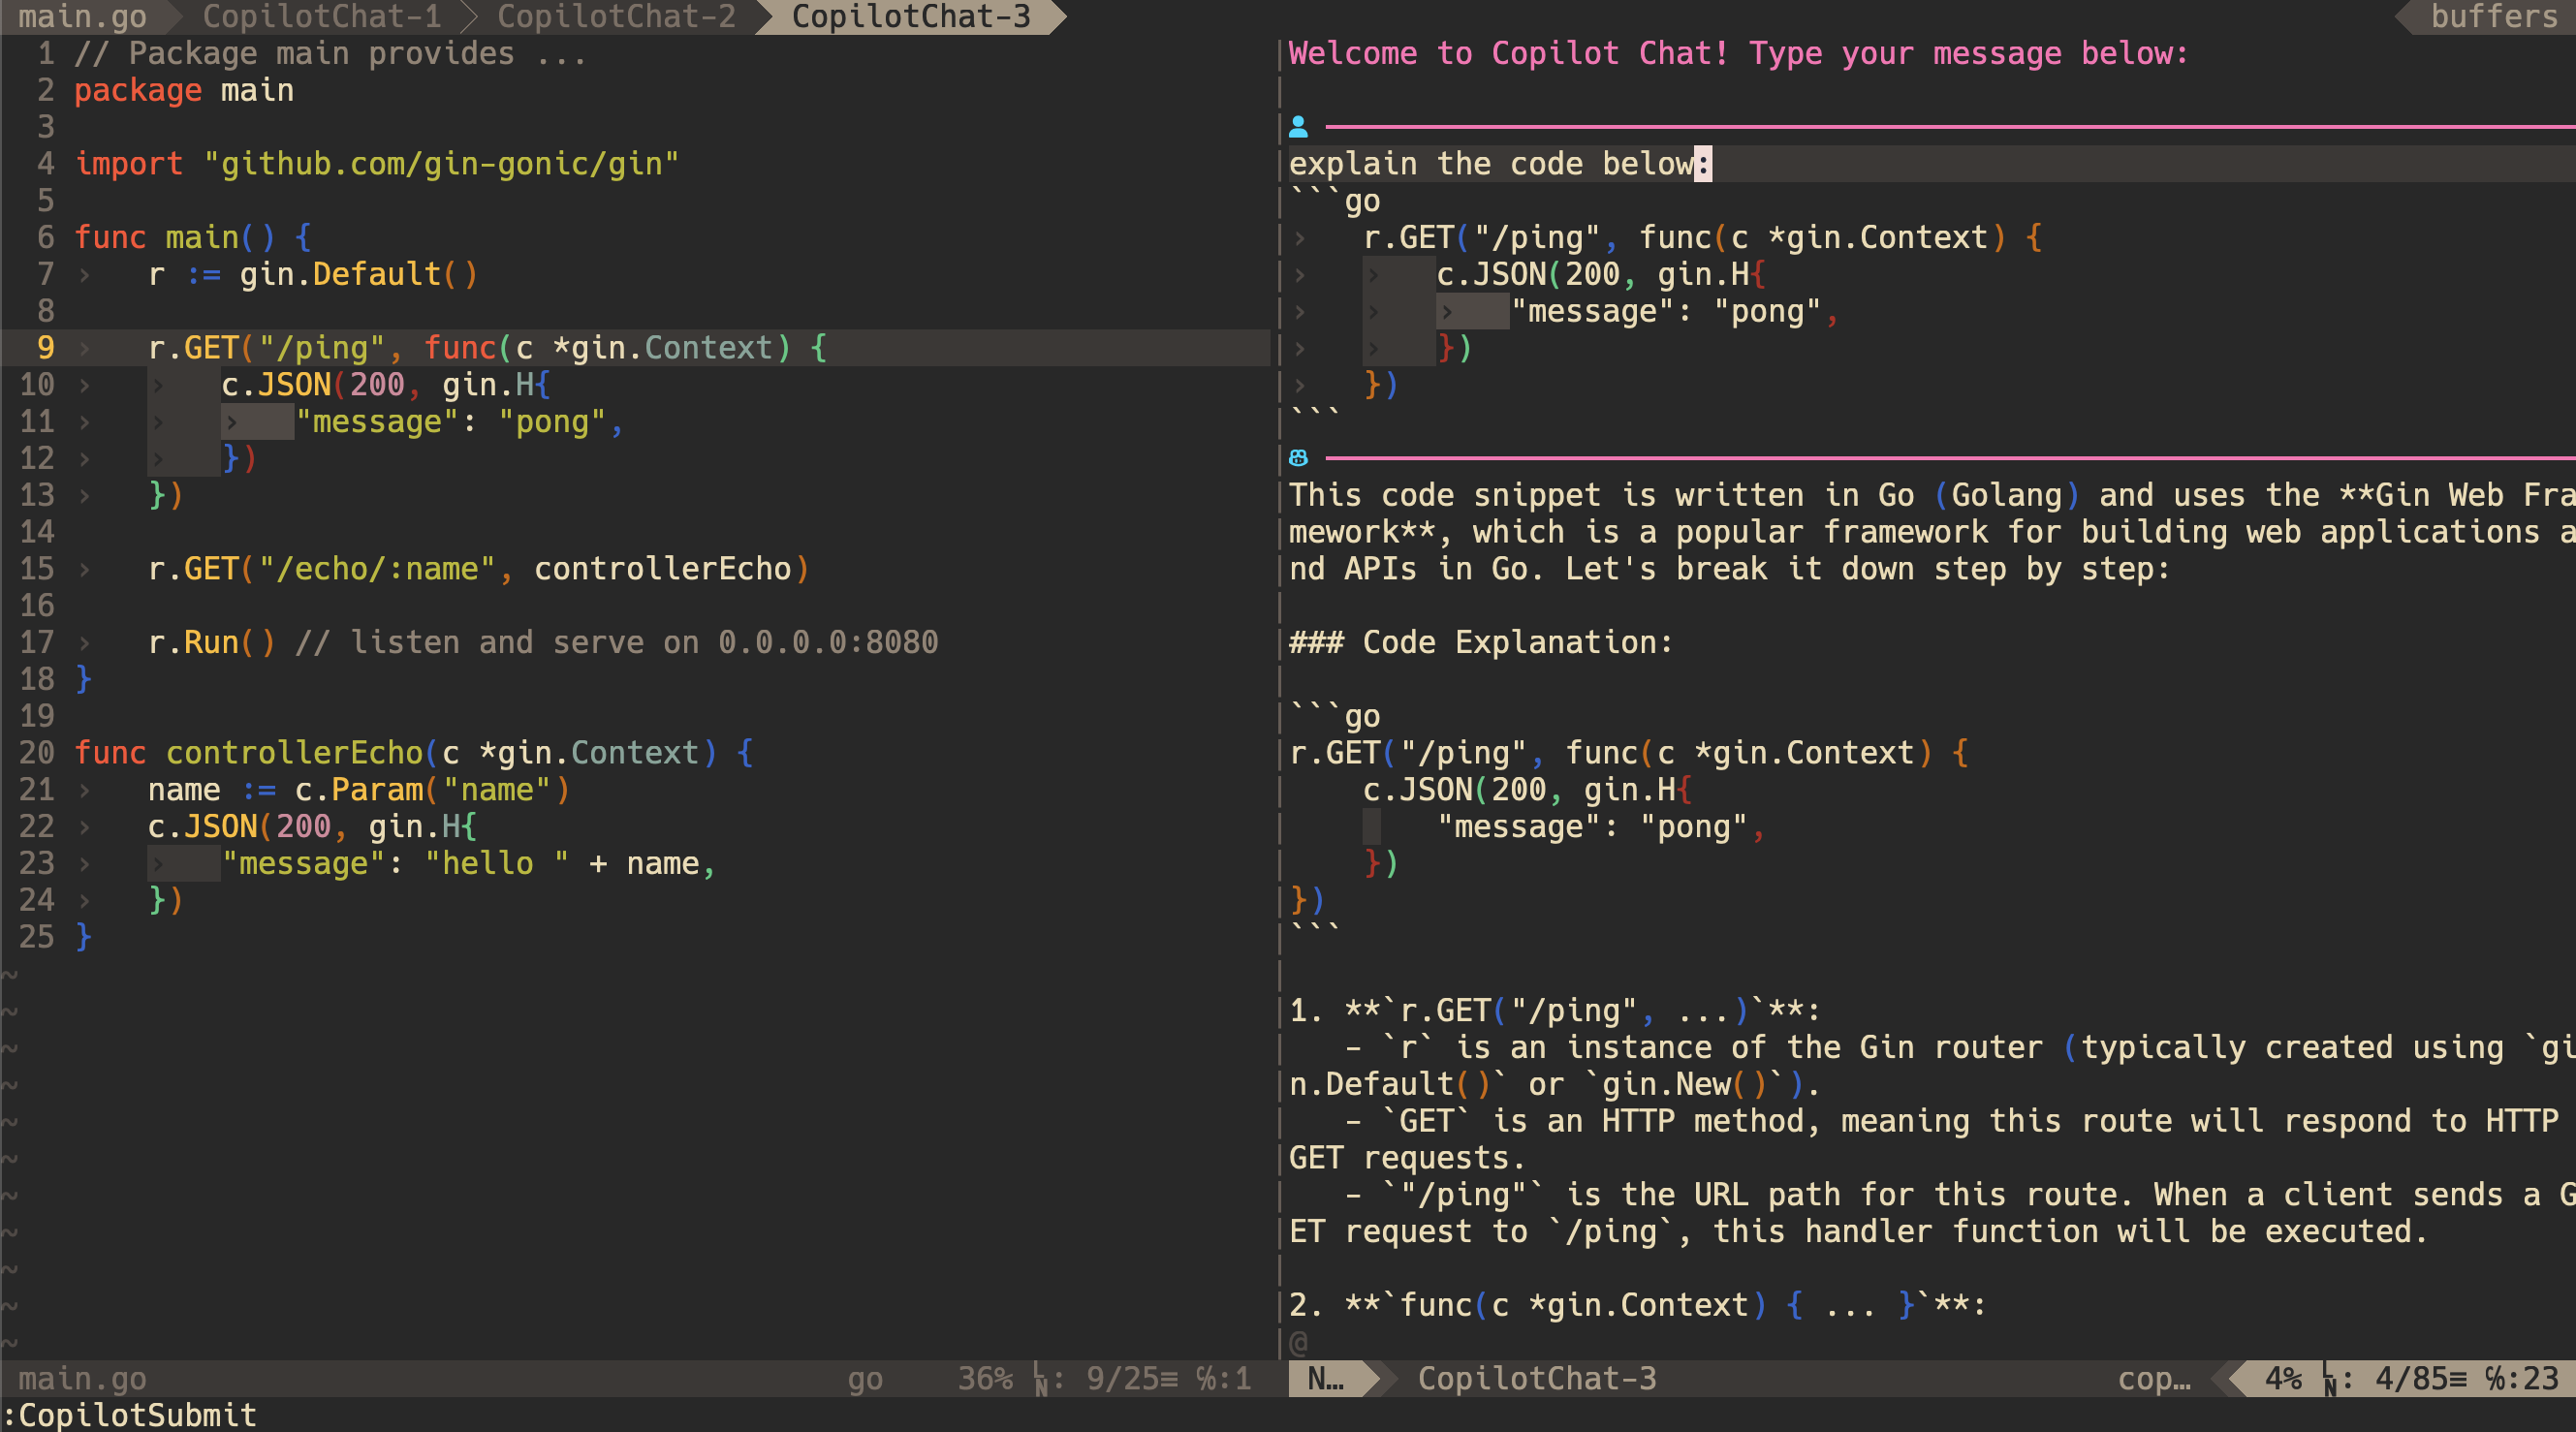 main.go CopilotChat-1 CopilotChat-2 CopilotChat-3 buffers
1 // Package main provides ...
2 package main
3
4 import "github.com/gin-gonic/gin"
5
6 func main() {
7 ›   r := gin.Default()
8
9 ›   r.GET("/ping", func(c *gin.Context) {
10 ›   ›   c.JSON(200, gin.H{
11 ›   ›   ›   "message": "pong",
12 ›   ›   })
13 ›   })
14
15 ›   r.GET("/echo/:name", controllerEcho)
16
17 ›   r.Run() // listen and serve on 0.0.0.0:8080
18 }
19
20 func controllerEcho(c *gin.Context) {
21 ›   name := c.Param("name")
22 ›   c.JSON(200, gin.H{
23 ›   ›   "message": "hello " + name,
24 ›   })
25 }
~
~
~
~
~
~
~
~
~
~
~
main.go go 36% LN: 9/25≡ ℅:1
Welcome to Copilot Chat! Type your message below:
explain the code below:
```go
›   r.GET("/ping", func(c *gin.Context) {
›   ›   c.JSON(200, gin.H{
›   ›   ›   "message": "pong",
›   ›   })
›   })
```
This code snippet is written in Go (Golang) and uses the **Gin Web Fra
mework**, which is a popular framework for building web applications a
nd APIs in Go. Let's break it down step by step:
### Code Explanation:
```go
r.GET("/ping", func(c *gin.Context) {
    c.JSON(200, gin.H{
        "message": "pong",
    })
})
```
1. **`r.GET("/ping", ...)`**:
   - `r` is an instance of the Gin router (typically created using `gi
n.Default()` or `gin.New()`).
   - `GET` is an HTTP method, meaning this route will respond to HTTP
GET requests.
   - `"/ping"` is the URL path for this route. When a client sends a G
ET request to `/ping`, this handler function will be executed.
2. **`func(c *gin.Context) { ... }`**:
@
N… CopilotChat-3 cop… 4% LN: 4/85≡ ℅:23
:CopilotSubmit